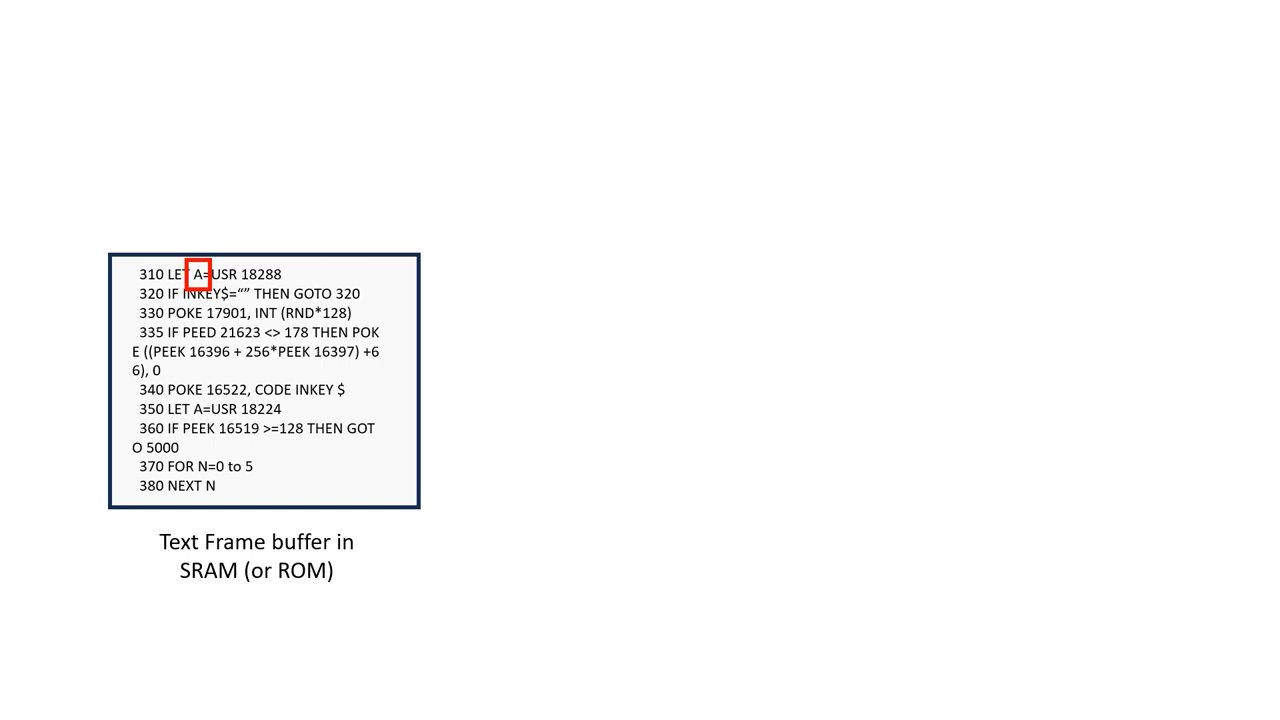 310 LET A=USR 18288
320 IF INKEY$=“” THEN GOTO 320
330 POKE 17901, INT (RND*128)
335 IF PEED 21623 <> 178 THEN POK
E ((PEEK 16396 + 256*PEEK 16397) +6
6), 0
340 POKE 16522, CODE INKEY $
350 LET A=USR 18224
360 IF PEEK 16519 >=128 THEN GOT
O 5000
370 FOR N=0 to 5
380 NEXT N
Text Frame buffer in
SRAM (or ROM)